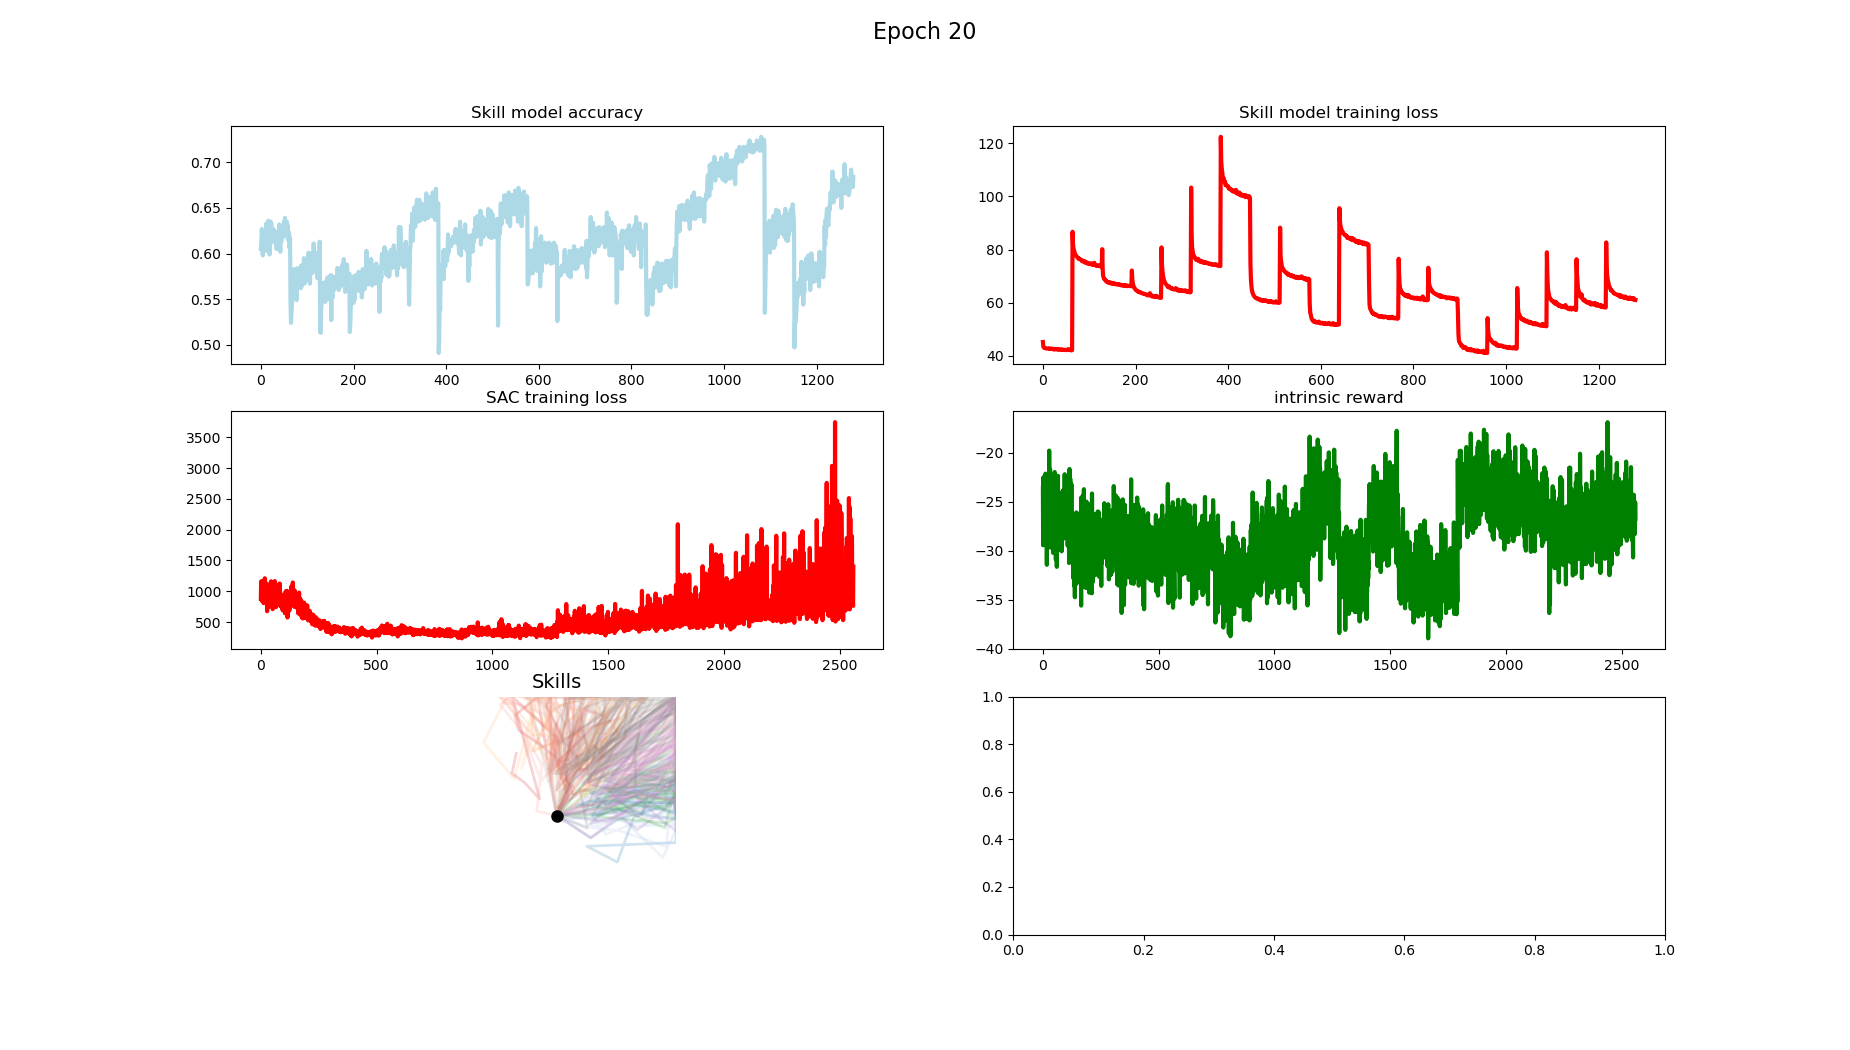 Epoch 20
Skill model accuracy
0.70
0.65
0.60
0.55
0.50
0 200 400 600 800 1000 1200
Skill model training loss
120
100
80
60
40
0 200 400 600 800 1000 1200
SAC training loss
3500
3000
2500
2000
1500
1000
500
0 500 1000 1500 2000 2500
intrinsic reward
−20
−25
−30
−35
−40
0 500 1000 1500 2000 2500
Skills
1.0
0.8
0.6
0.4
0.2
0.0
0.0 0.2 0.4 0.6 0.8 1.0